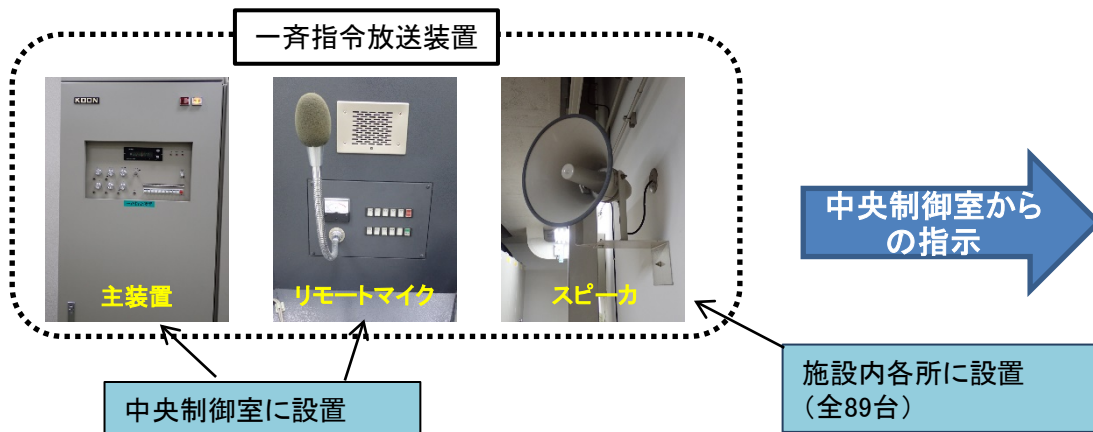 一斉指令放送装置
KOON
主装置
リモートマイク
スピーカ
中央制御室から
の指示
中央制御室に設置
施設内各所に設置
（全89台）